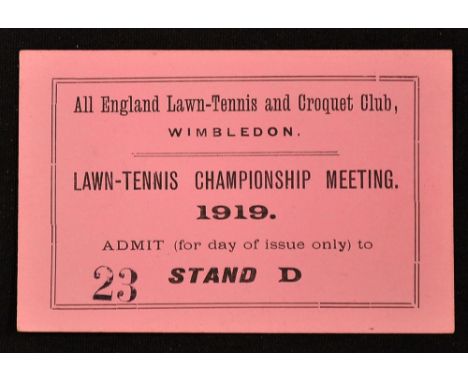 All England Lawn-Tennis and Croquet Club,
WIMBLEDON.
LAWN-TENNIS CHAMPIONSHIP MEETING.
1919.
ADMIT (for day of issue only) to
23 STAND D